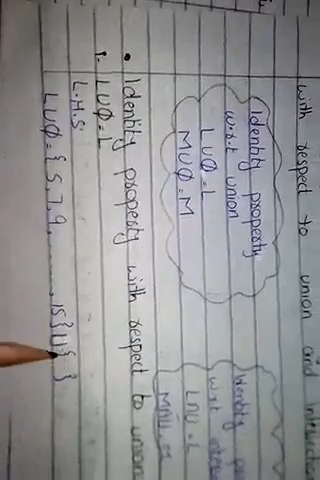 with respect to union and intersection
Identity property
w.r.t union
L∪Ø=L
M∪Ø=M
Identity
w.r.t inter
L∩U=L
M∩U=M
• Identity property with respect to union
1. L∪Ø=L
L.H.S
L∪Ø={5,7,9,......,15}∪{ }